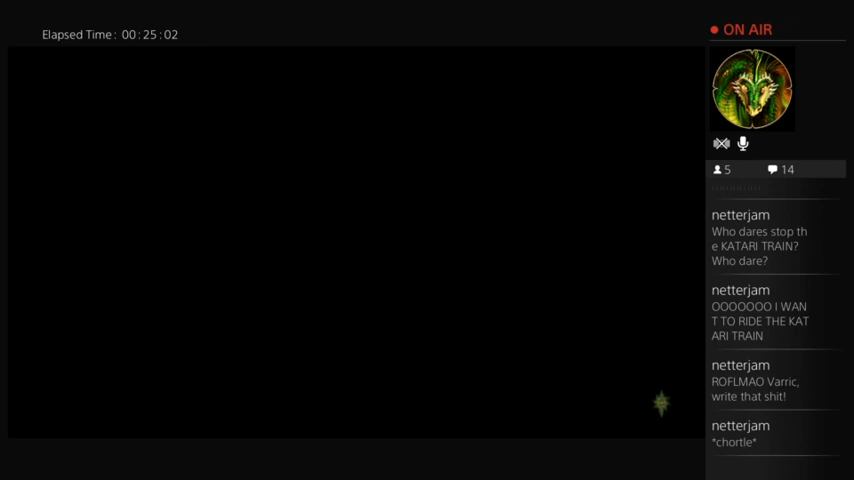 Elapsed Time: 00:25:02
ON AIR
5
14
netterjam
Who dares stop th
e KATARI TRAIN?
Who dare?
netterjam
OOOOOOO I WAN
T TO RIDE THE KAT
ARI TRAIN
netterjam
ROFLMAO Varric,
write that shit!
netterjam
*chortle*